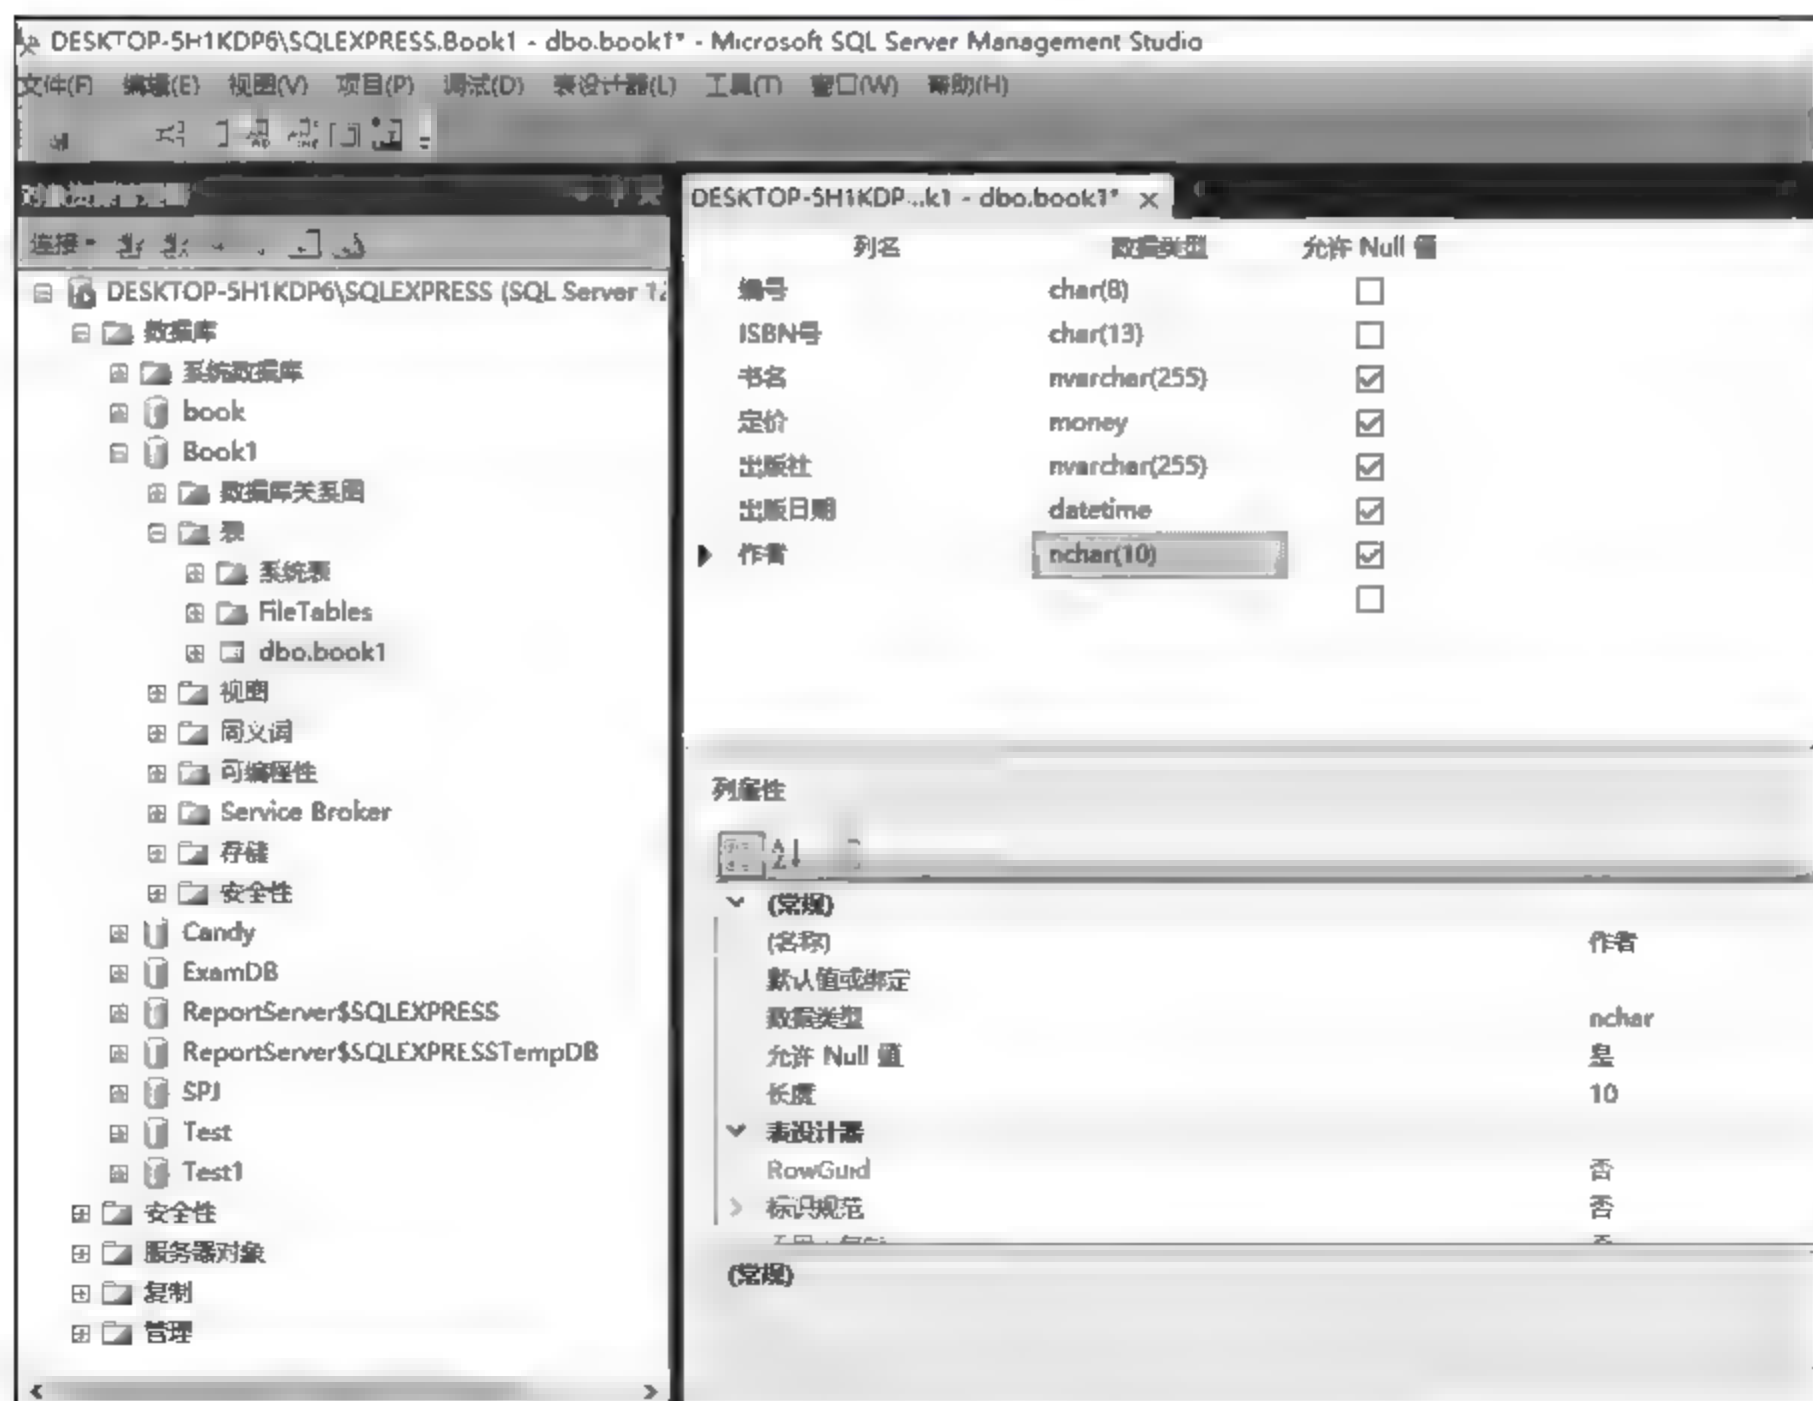 DESKTOP-5H1KDP6\SQLEXPRESS.Book1 - dbo.book1* - Microsoft SQL Server Management Studio
文件(F) 编辑(E) 视图(V) 项目(P) 调试(D) 表设计器(L) 工具(T) 窗口(W) 帮助(H)
连接
DESKTOP-5H1KDP6\SQLEXPRESS (SQL Server 12
数据库
系统数据库
book
Book1
数据库关系图
表
系统表
FileTables
dbo.book1
视图
同义词
可编程性
Service Broker
存储
安全性
Candy
ExamDB
ReportServer$SQLEXPRESS
ReportServer$SQLEXPRESSTempDB
SPJ
Test
Test1
安全性
服务器对象
复制
管理
DESKTOP-5H1KDP...k1 - dbo.book1*
列名 数据类型 允许 Null 值
编号 char(8)
ISBN号 char(13)
书名 nvarchar(255)
定价 money
出版社 nvarchar(255)
出版日期 datetime
作者 nchar(10)
列属性
(常规)
(名称) 作者
默认值或绑定
数据类型 nchar
允许 Null 值 是
长度 10
表设计器
RowGuid 否
标识规范 否
(常规)